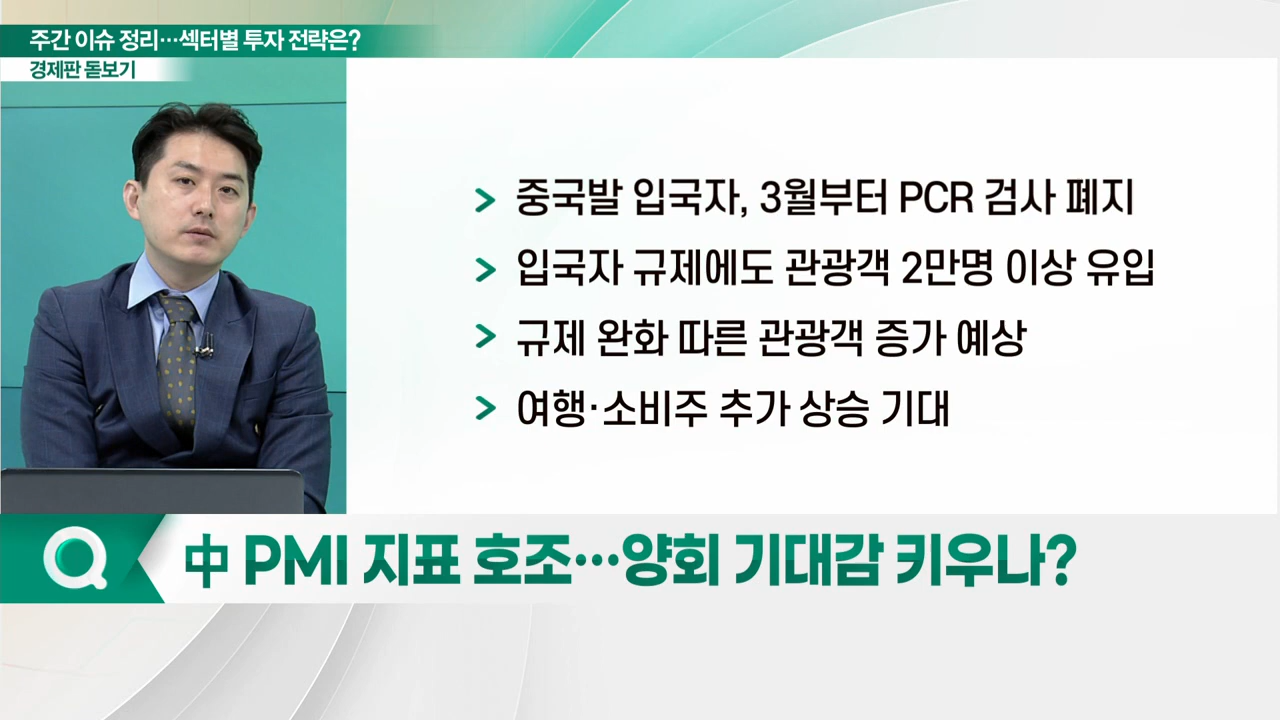 주간 이슈 정리…섹터별 투자 전략은?
경제판 돋보기
중국발 입국자, 3월부터 PCR 검사 폐지
입국자 규제에도 관광객 2만명 이상 유입
규제 완화 따른 관광객 증가 예상
여행·소비주 추가 상승 기대
Q 中 PMI 지표 호조…양회 기대감 키우나?